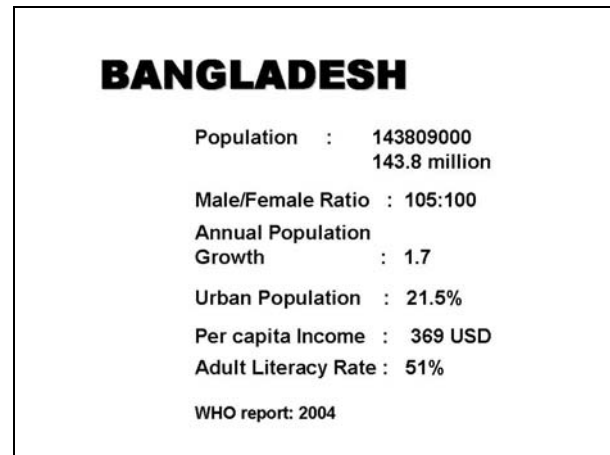 BANGLADESH
Population : 143809000
143.8 million
Male/Female Ratio : 105:100
Annual Population
Growth : 1.7
Urban Population : 21.5%
Per capita Income : 369 USD
Adult Literacy Rate : 51%
WHO report: 2004